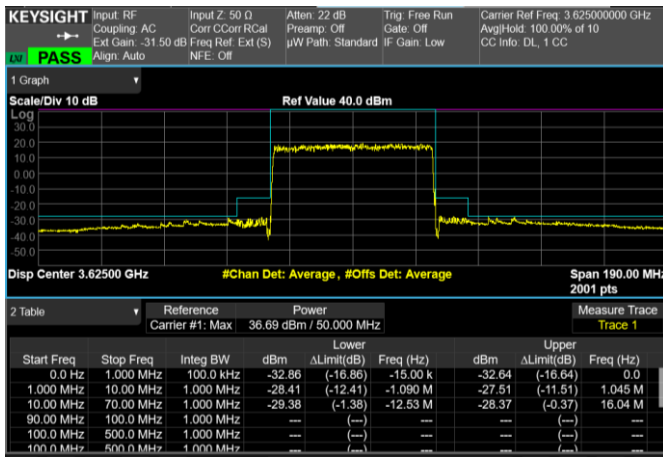 KEYSIGHT Input: RF Input Z: 50 Ω Atten: 22 dB Trig: Free Run Carrier Ref Freq: 3.625000000 GHz
Coupling: AC Corr CCorr RCal Preamp: Off Gate: Off Avg|Hold: 100.00% of 10
Ext Gain: -31.50 dB Freq Ref: Ext (S) µW Path: Standard IF Gain: Low CC Info: DL, 1 CC
LXI PASS Align: Auto NFE: Off
1 Graph
Scale/Div 10 dB Ref Value 40.0 dBm
Log
30.0
20.0
10.0
0.00
-10.0
-20.0
-30.0
-40.0
-50.0
Disp Center 3.62500 GHz #Chan Det: Average, #Offs Det: Average Span 190.00 MHz
2001 pts
2 Table Reference Power Measure Trace
Carrier #1: Max 36.69 dBm / 50.000 MHz Trace 1
Lower Upper
Start Freq Stop Freq Integ BW dBm ΔLimit(dB) Freq (Hz) dBm ΔLimit(dB) Freq (Hz)
0.0 Hz 1.000 MHz 100.0 kHz -32.86 (-16.86) -15.00 k -32.64 (-16.64) 0.0
1.000 MHz 10.00 MHz 1.000 MHz -28.41 (-12.41) -1.090 M -27.51 (-11.51) 1.045 M
10.00 MHz 70.00 MHz 1.000 MHz -29.38 (-1.38) -12.53 M -28.37 (-0.37) 16.04 M
90.00 MHz 100.0 MHz 1.000 MHz --- (---) --- --- (---) ---
100.0 MHz 500.0 MHz 1.000 MHz --- (---) --- --- (---) ---
100.0 MHz 500.0 MHz 1.000 MHz --- (---) --- --- (---) ---